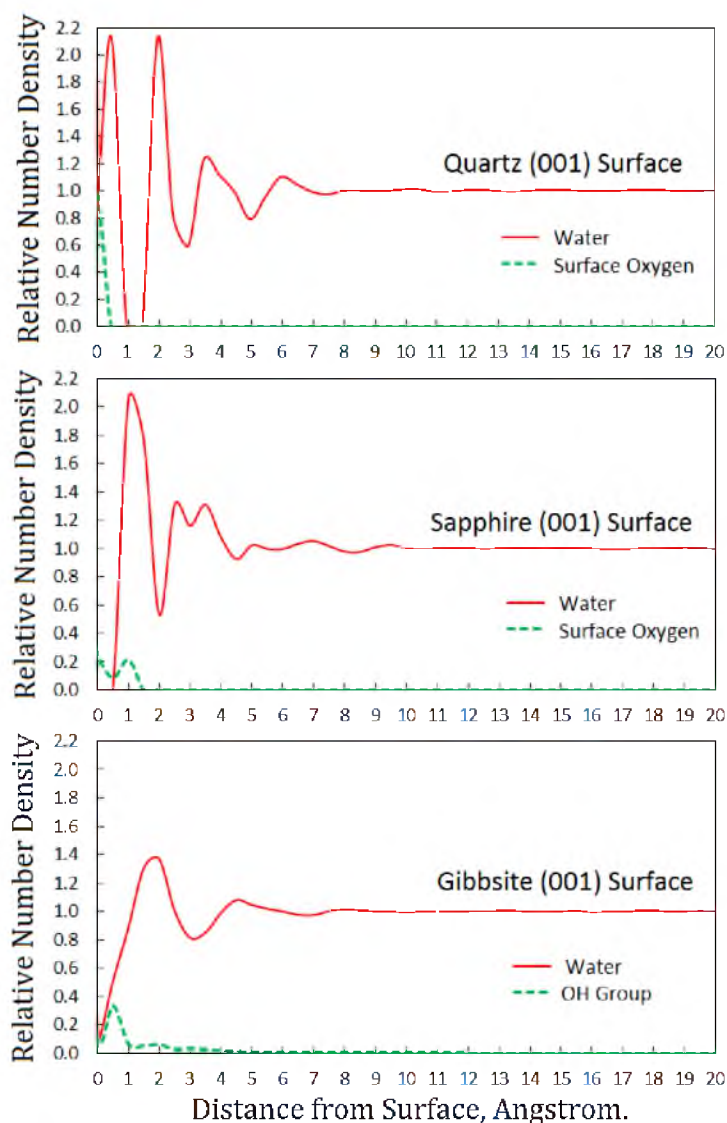 Relative Number Density
2.2
2.0
1.8
1.6
1.4
1.2
1.0
0.8
0.6
0.4
0.2
0.0
Quartz (001) Surface
Water
Surface Oxygen
0 1 2 3 4 5 6 7 8 9 10 11 12 13 14 15 16 17 18 19 20
Relative Number Density
2.2
2.0
1.8
1.6
1.4
1.2
1.0
0.8
0.6
0.4
0.2
0.0
Sapphire (001) Surface
Water
Surface Oxygen
0 1 2 3 4 5 6 7 8 9 10 11 12 13 14 15 16 17 18 19 20
Relative Number Density
2.2
2.0
1.8
1.6
1.4
1.2
1.0
0.8
0.6
0.4
0.2
0.0
Gibbsite (001) Surface
Water
OH Group
0 1 2 3 4 5 6 7 8 9 10 11 12 13 14 15 16 17 18 19 20
Distance from Surface, Angstrom.